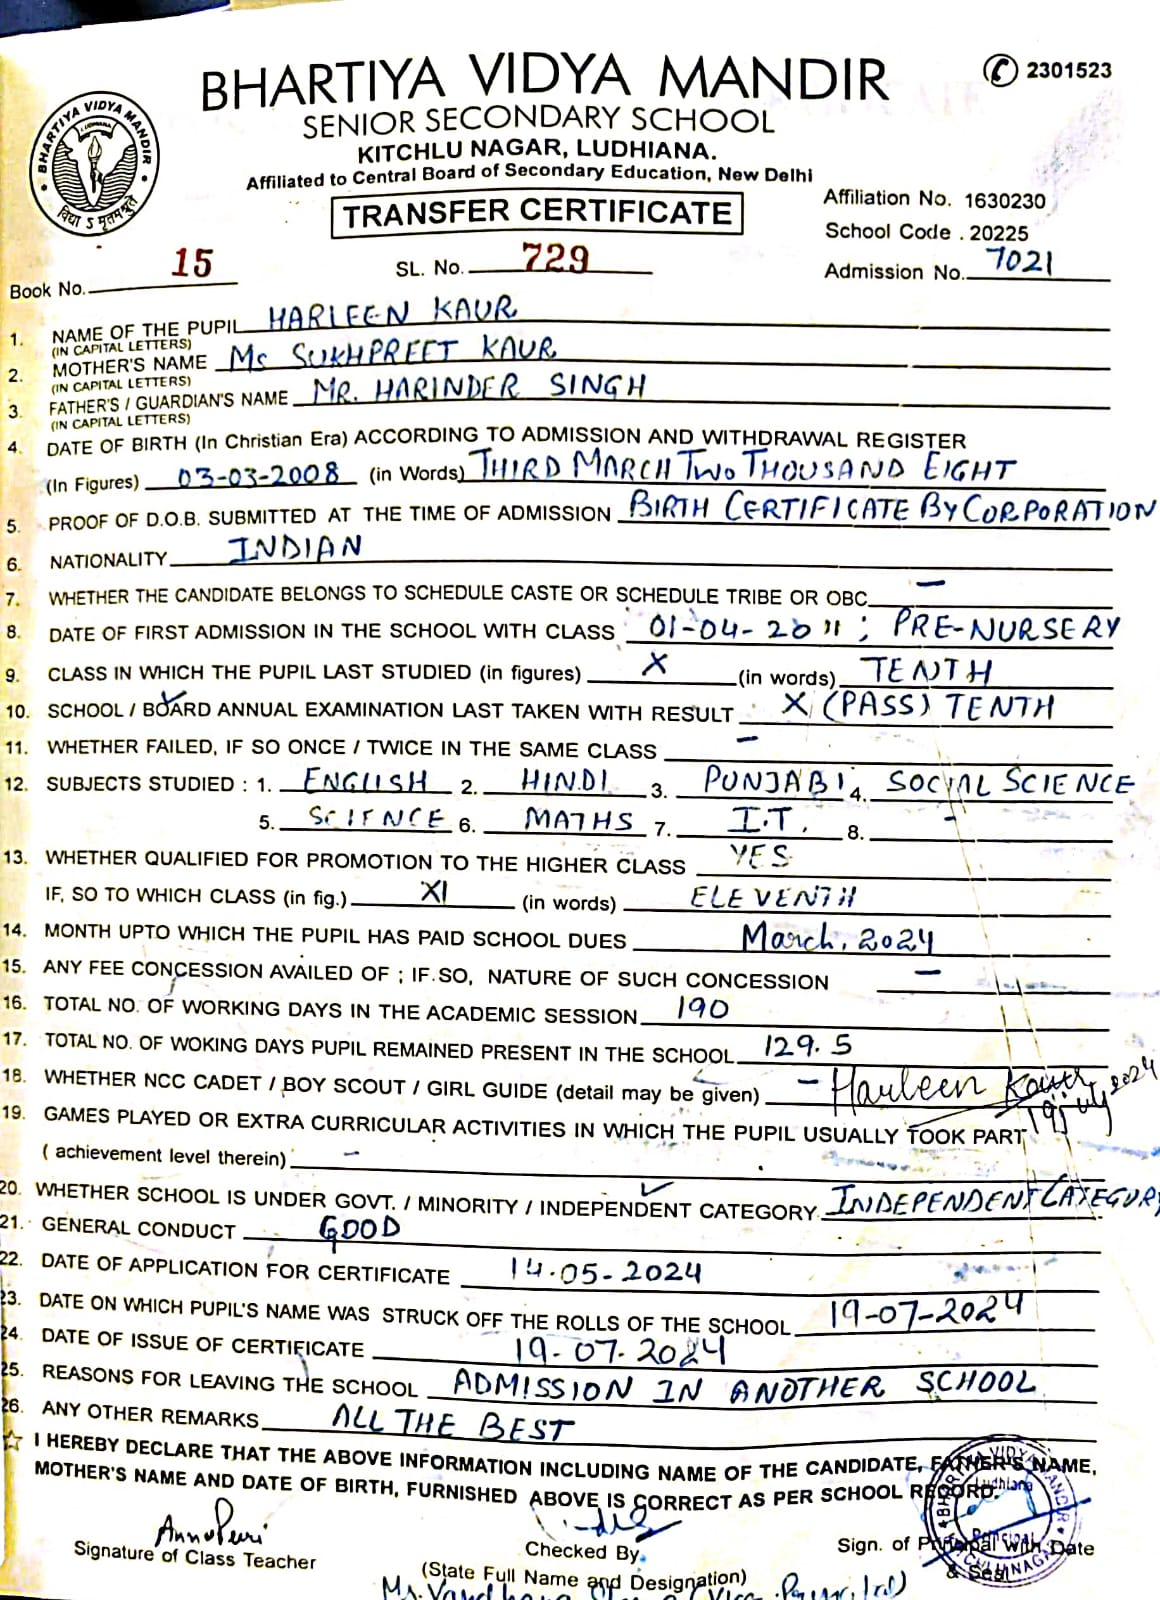 BHARTIYA VIDYA MANDIR
2301523
SENIOR SECONDARY SCHOOL
KITCHLU NAGAR, LUDHIANA.
Affiliated to Central Board of Secondary Education, New Delhi
BHARTIYA VIDYA MANDIR
विद्या ऽ मृतमश्नुते
TRANSFER CERTIFICATE
Affiliation No. 1630230
School Code . 20225
Book No. 15 SL. No. 729 Admission No. 7021
1. NAME OF THE PUPIL HARLEEN KAUR
(IN CAPITAL LETTERS)
2. MOTHER'S NAME Ms SUKHPREET KAUR
(IN CAPITAL LETTERS)
3. FATHER'S / GUARDIAN'S NAME MR. HARINDER SINGH
(IN CAPITAL LETTERS)
4. DATE OF BIRTH (In Christian Era) ACCORDING TO ADMISSION AND WITHDRAWAL REGISTER
(In Figures) 03-03-2008 (in Words) THIRD MARCH TWO THOUSAND EIGHT
5. PROOF OF D.O.B. SUBMITTED AT THE TIME OF ADMISSION BIRTH CERTIFICATE BY CORPORATION
6. NATIONALITY INDIAN
7. WHETHER THE CANDIDATE BELONGS TO SCHEDULE CASTE OR SCHEDULE TRIBE OR OBC –
8. DATE OF FIRST ADMISSION IN THE SCHOOL WITH CLASS 01-04-2011 ; PRE-NURSERY
9. CLASS IN WHICH THE PUPIL LAST STUDIED (in figures) X (in words) TENTH
10. SCHOOL / BOARD ANNUAL EXAMINATION LAST TAKEN WITH RESULT X (PASS) TENTH
11. WHETHER FAILED, IF SO ONCE / TWICE IN THE SAME CLASS –
12. SUBJECTS STUDIED : 1. ENGLISH 2. HINDI 3. PUNJABI 4. SOCIAL SCIENCE
5. SCIENCE 6. MATHS 7. I.T. 8. -
13. WHETHER QUALIFIED FOR PROMOTION TO THE HIGHER CLASS YES
IF, SO TO WHICH CLASS (in fig.) XI (in words) ELEVENTH
14. MONTH UPTO WHICH THE PUPIL HAS PAID SCHOOL DUES March, 2024
15. ANY FEE CONCESSION AVAILED OF ; IF SO, NATURE OF SUCH CONCESSION –
16. TOTAL NO. OF WORKING DAYS IN THE ACADEMIC SESSION 190
17. TOTAL NO. OF WOKING DAYS PUPIL REMAINED PRESENT IN THE SCHOOL 129.5
18. WHETHER NCC CADET / BOY SCOUT / GIRL GUIDE (detail may be given) – Harleen Kaur
19 July 2024
19. GAMES PLAYED OR EXTRA CURRICULAR ACTIVITIES IN WHICH THE PUPIL USUALLY TOOK PART
( achievement level therein) –
20. WHETHER SCHOOL IS UNDER GOVT. / MINORITY / INDEPENDENT CATEGORY INDEPENDENT CATEGORY
21. GENERAL CONDUCT GOOD
22. DATE OF APPLICATION FOR CERTIFICATE 14-05-2024
23. DATE ON WHICH PUPIL'S NAME WAS STRUCK OFF THE ROLLS OF THE SCHOOL 19-07-2024
24. DATE OF ISSUE OF CERTIFICATE 19-07-2024
25. REASONS FOR LEAVING THE SCHOOL ADMISSION IN ANOTHER SCHOOL
26. ANY OTHER REMARKS ALL THE BEST
☆ I HEREBY DECLARE THAT THE ABOVE INFORMATION INCLUDING NAME OF THE CANDIDATE, FATHER'S NAME,
MOTHER'S NAME AND DATE OF BIRTH, FURNISHED ABOVE IS CORRECT AS PER SCHOOL RECORD.
BHARTIYA VIDYA MANDIR
Ludhiana
Principal
KITCHLU NAGAR
Signature of Class Teacher
Checked By.
(State Full Name and Designation)
Sign. of Principal with Date
& Seal
(Vice Principal)